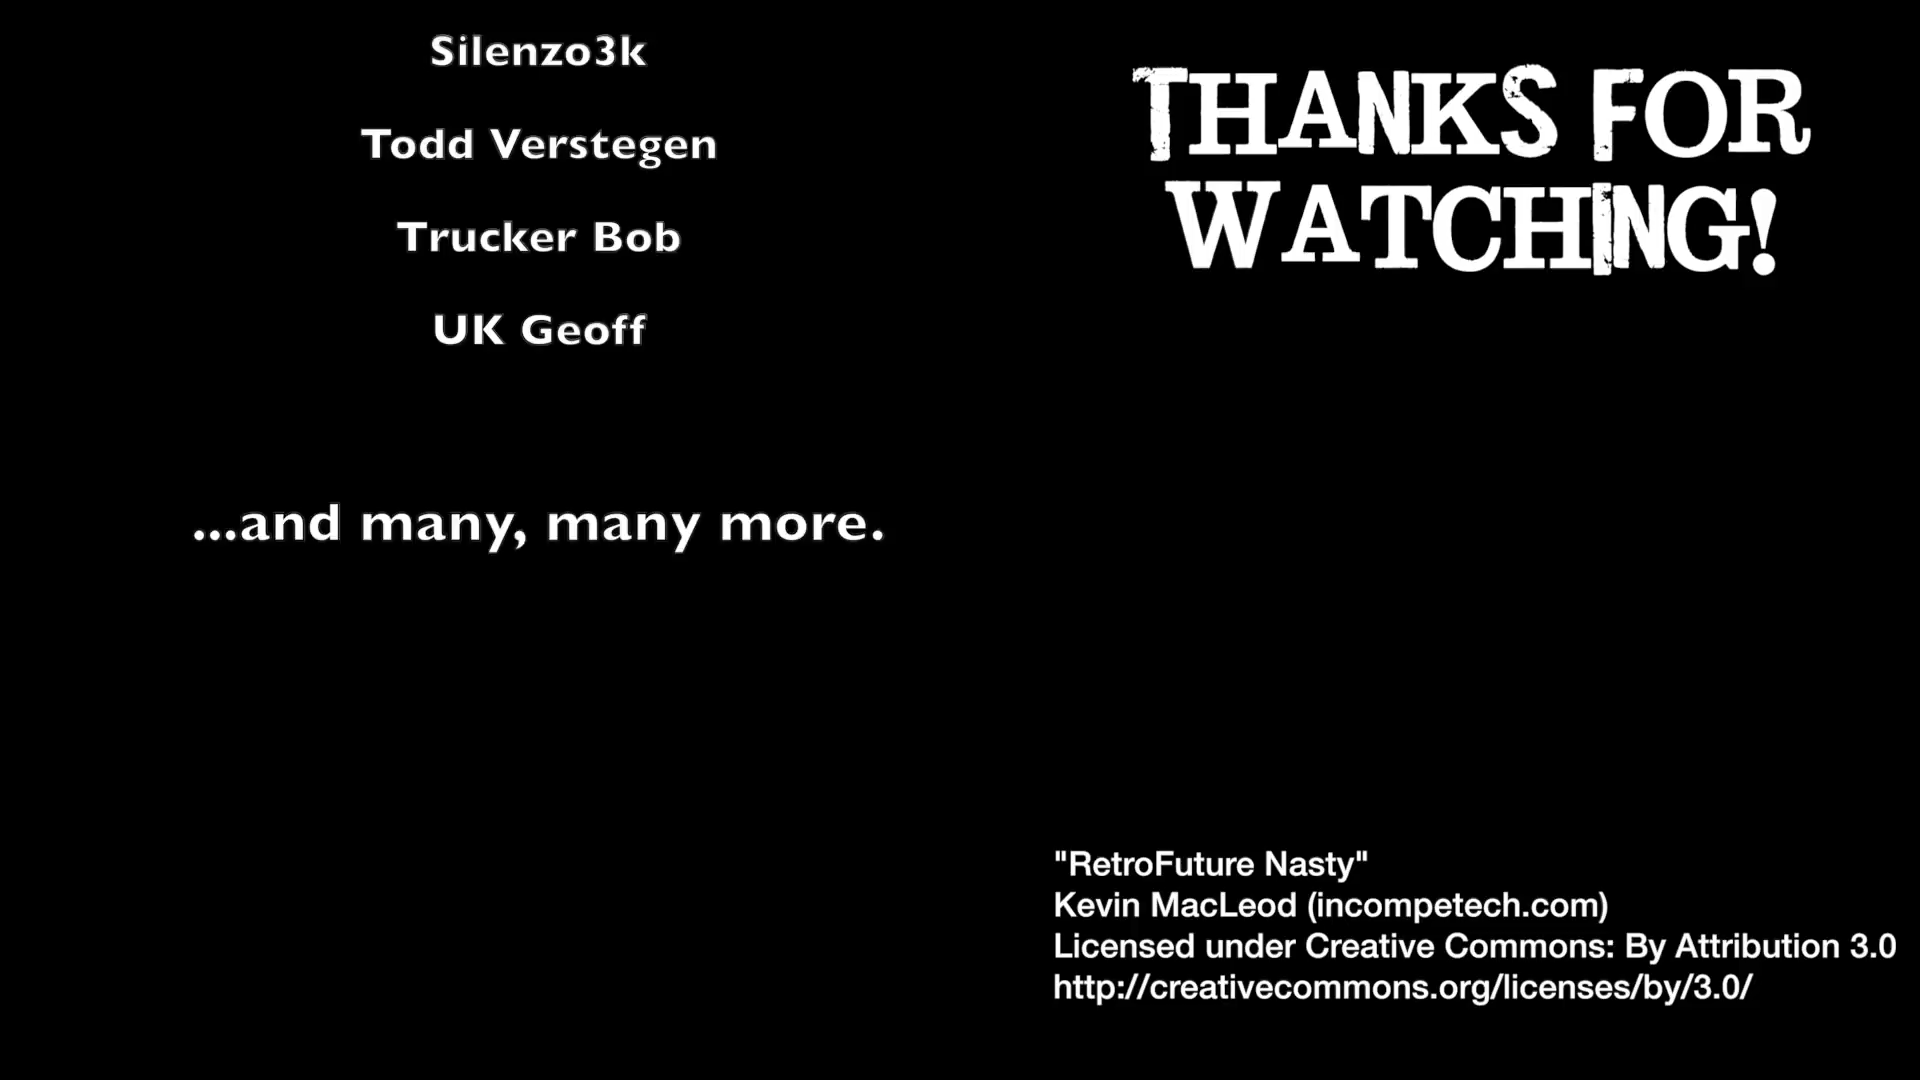 Silenzo3k
Todd Verstegen
Trucker Bob
UK Geoff
...and many, many more.
THANKS FOR
WATCHING!
"RetroFuture Nasty"
Kevin MacLeod (incompetech.com)
Licensed under Creative Commons: By Attribution 3.0
http://creativecommons.org/licenses/by/3.0/